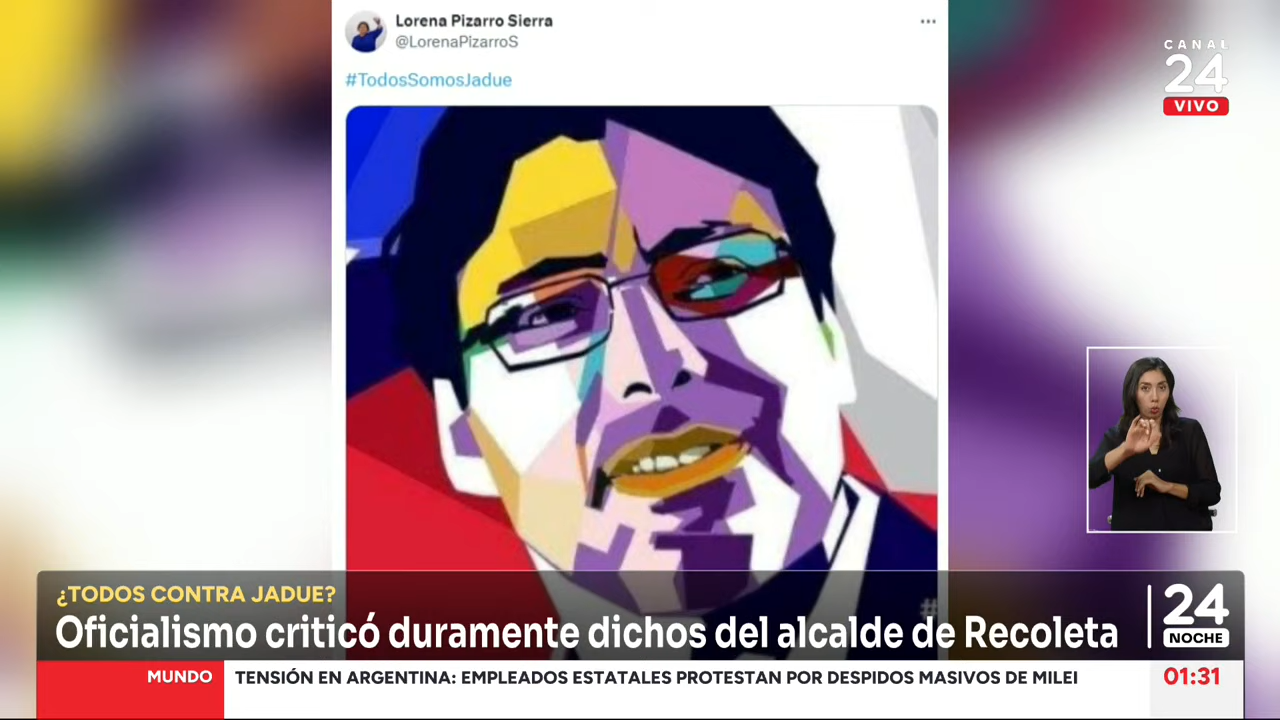 Lorena Pizarro Sierra
@LorenaPizarroS
#TodosSomosJadue
CANAL
24
VIVO
¿TODOS CONTRA JADUE?
Oficialismo criticó duramente dichos del alcalde de Recoleta
24
NOCHE
MUNDO
TENSIÓN EN ARGENTINA: EMPLEADOS ESTATALES PROTESTAN POR DESPIDOS MASIVOS DE MILEI
01:31